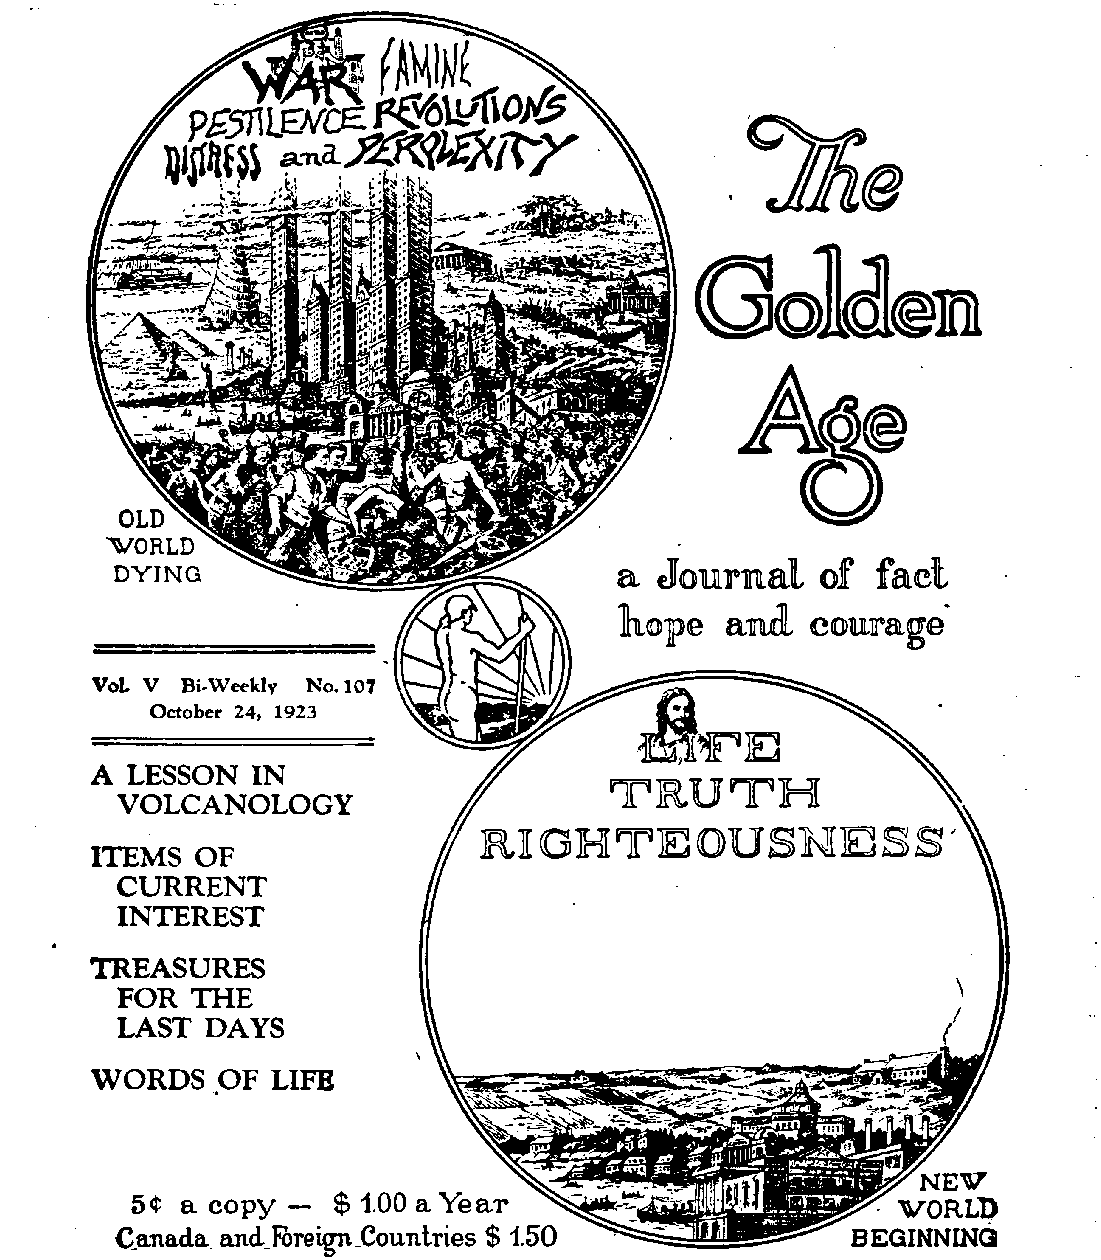 WAR FAMINE
PESTILENCE REVOLUTIONS
DISTRESS and PERPLEXITY
The
Golden
Age
OLD
WORLD
DYING
a Journal of fact
hope and courage
Vol. V Bi-Weekly No. 107
October 24, 1923
A LESSON IN
VOLCANOLOGY
ITEMS OF
CURRENT
INTEREST
TREASURES
FOR THE
LAST DAYS
WORDS OF LIFE
LIFE
TRUTH
RIGHTEOUSNESS
5¢ a copy — $ 1.00 a Year
Canada and Foreign Countries $ 1.50
NEW
WORLD
BEGINNING